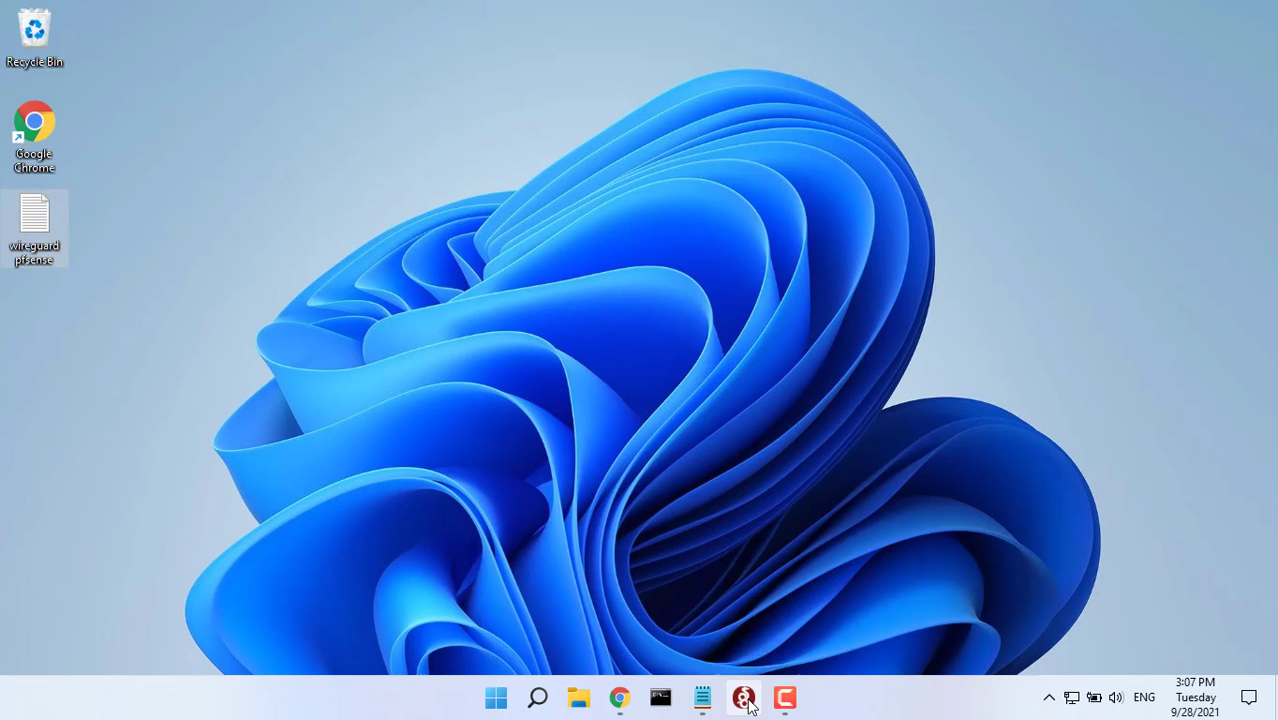 Recycle Bin
Google
Chrome
wireguard
pfsense
ENG
3:07 PM
Tuesday
9/28/2021